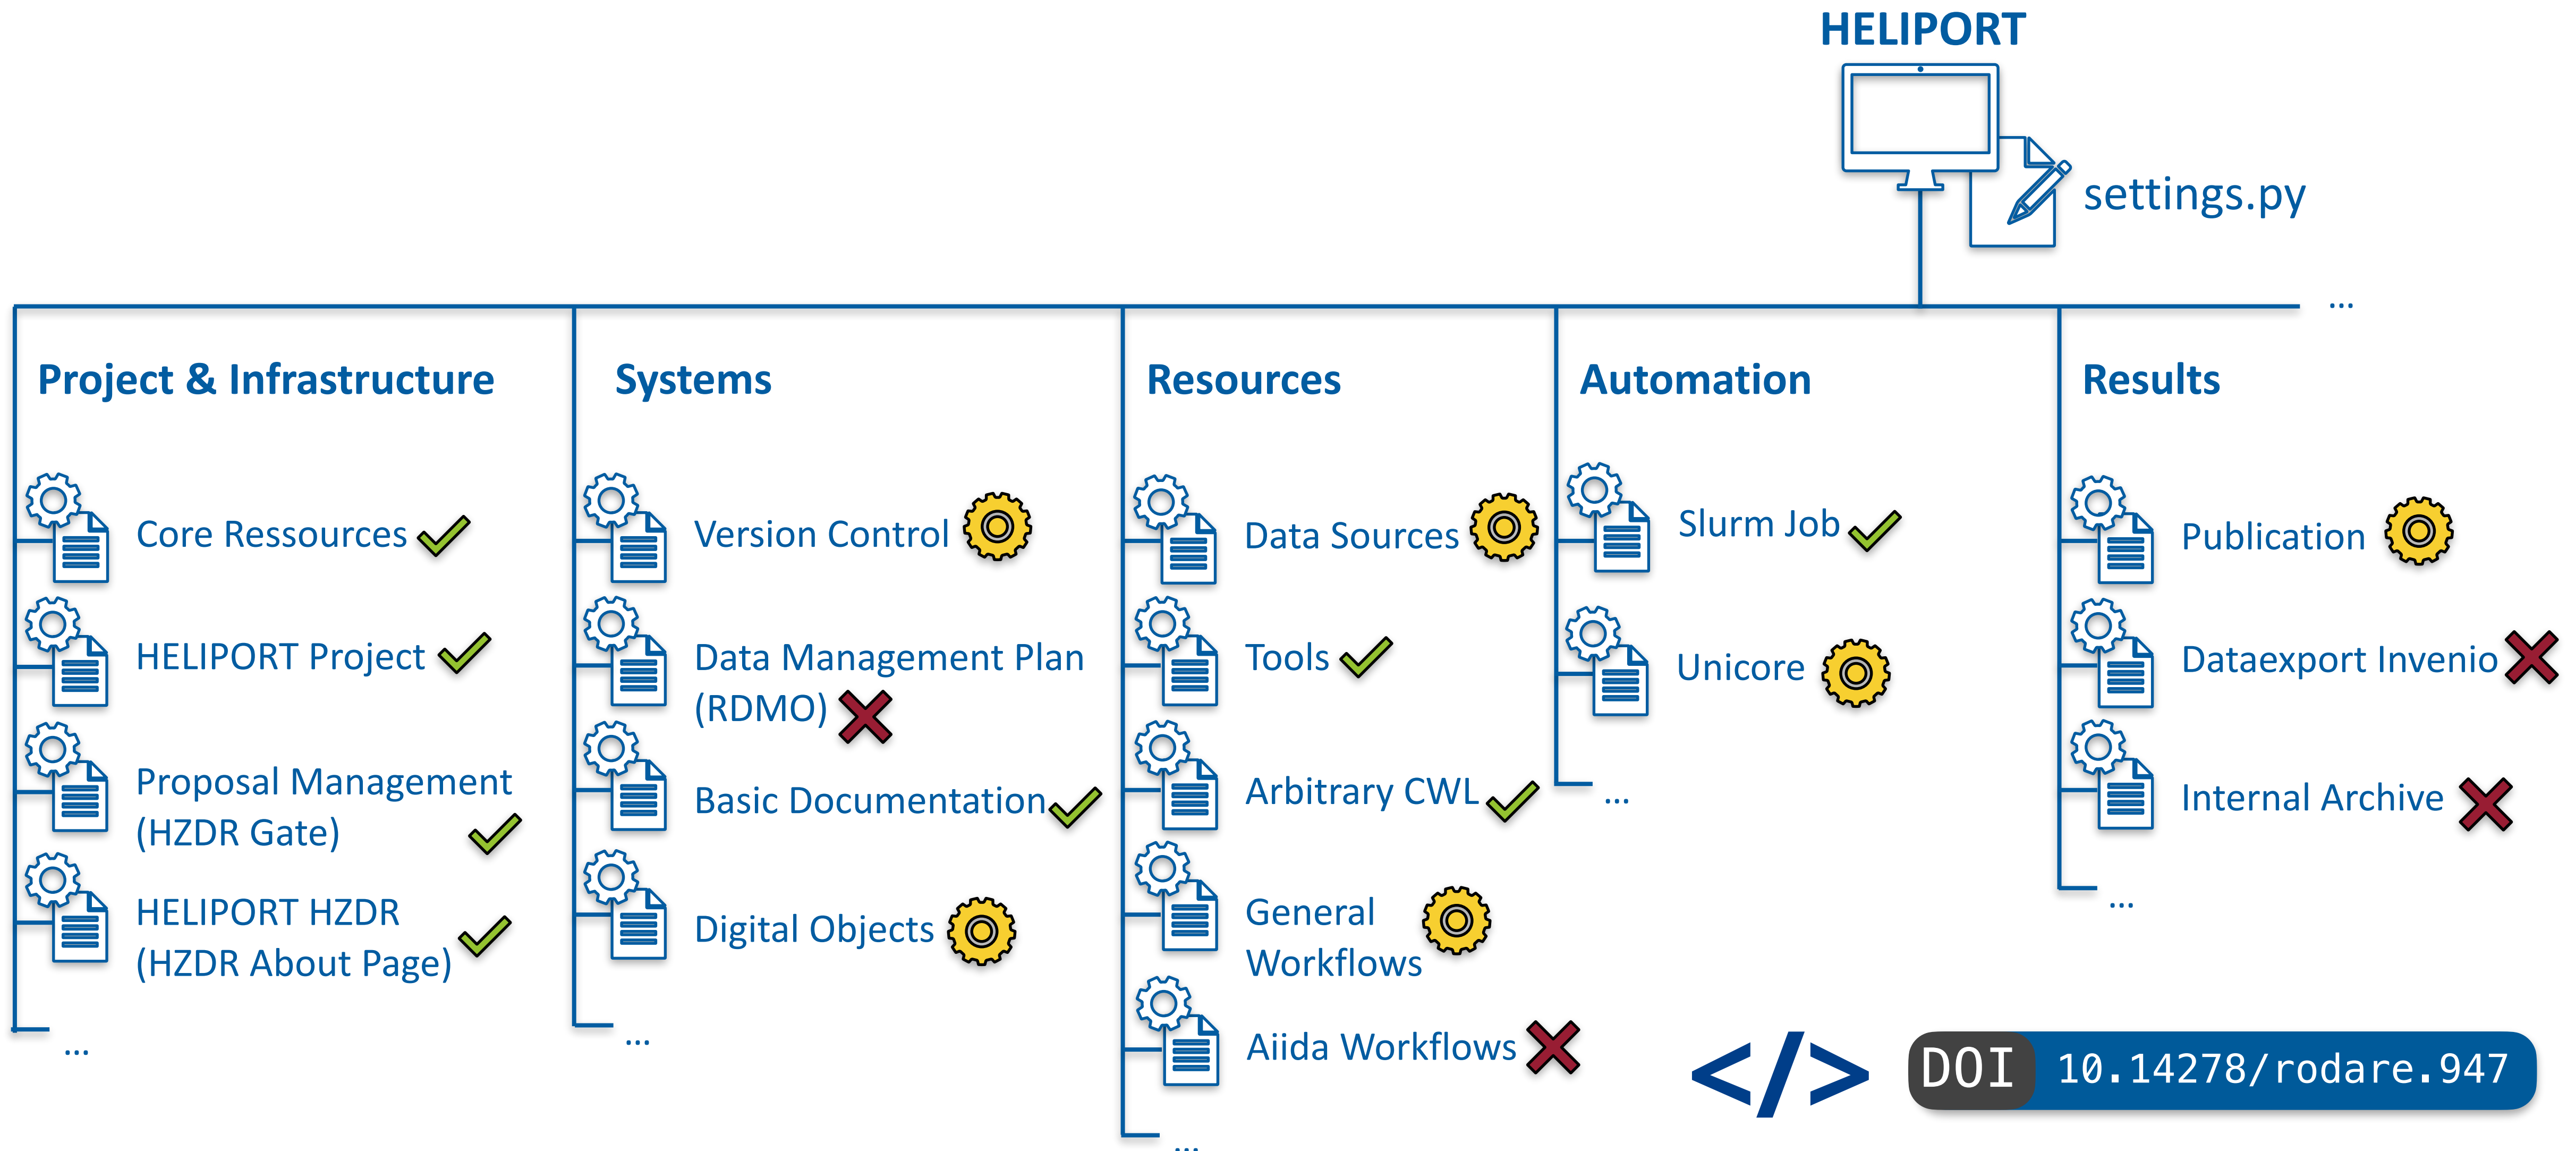 HELIPORT
settings.py
...
Project & Infrastructure
Core Ressources
HELIPORT Project
Proposal Management
(HZDR Gate)
HELIPORT HZDR
(HZDR About Page)
...
Systems
Version Control
Data Management Plan
(RDMO)
Basic Documentation
Digital Objects
...
Resources
Data Sources
Tools
Arbitrary CWL
General
Workflows
Aiida Workflows
...
Automation
Slurm Job
Unicore
...
Results
Publication
Dataexport Invenio
Internal Archive
...
</>
DOI 10.14278/rodare.947